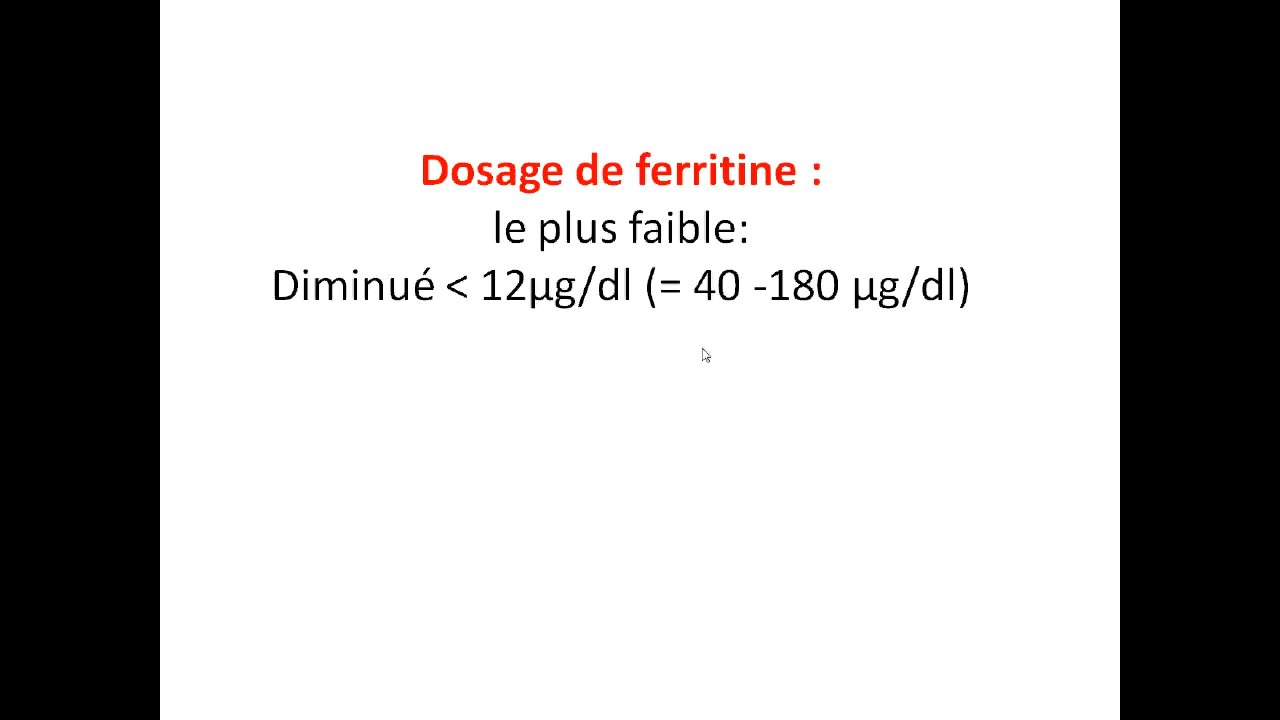 Dosage de ferritine :
le plus faible:
Diminué < 12µg/dl (= 40 -180 µg/dl)